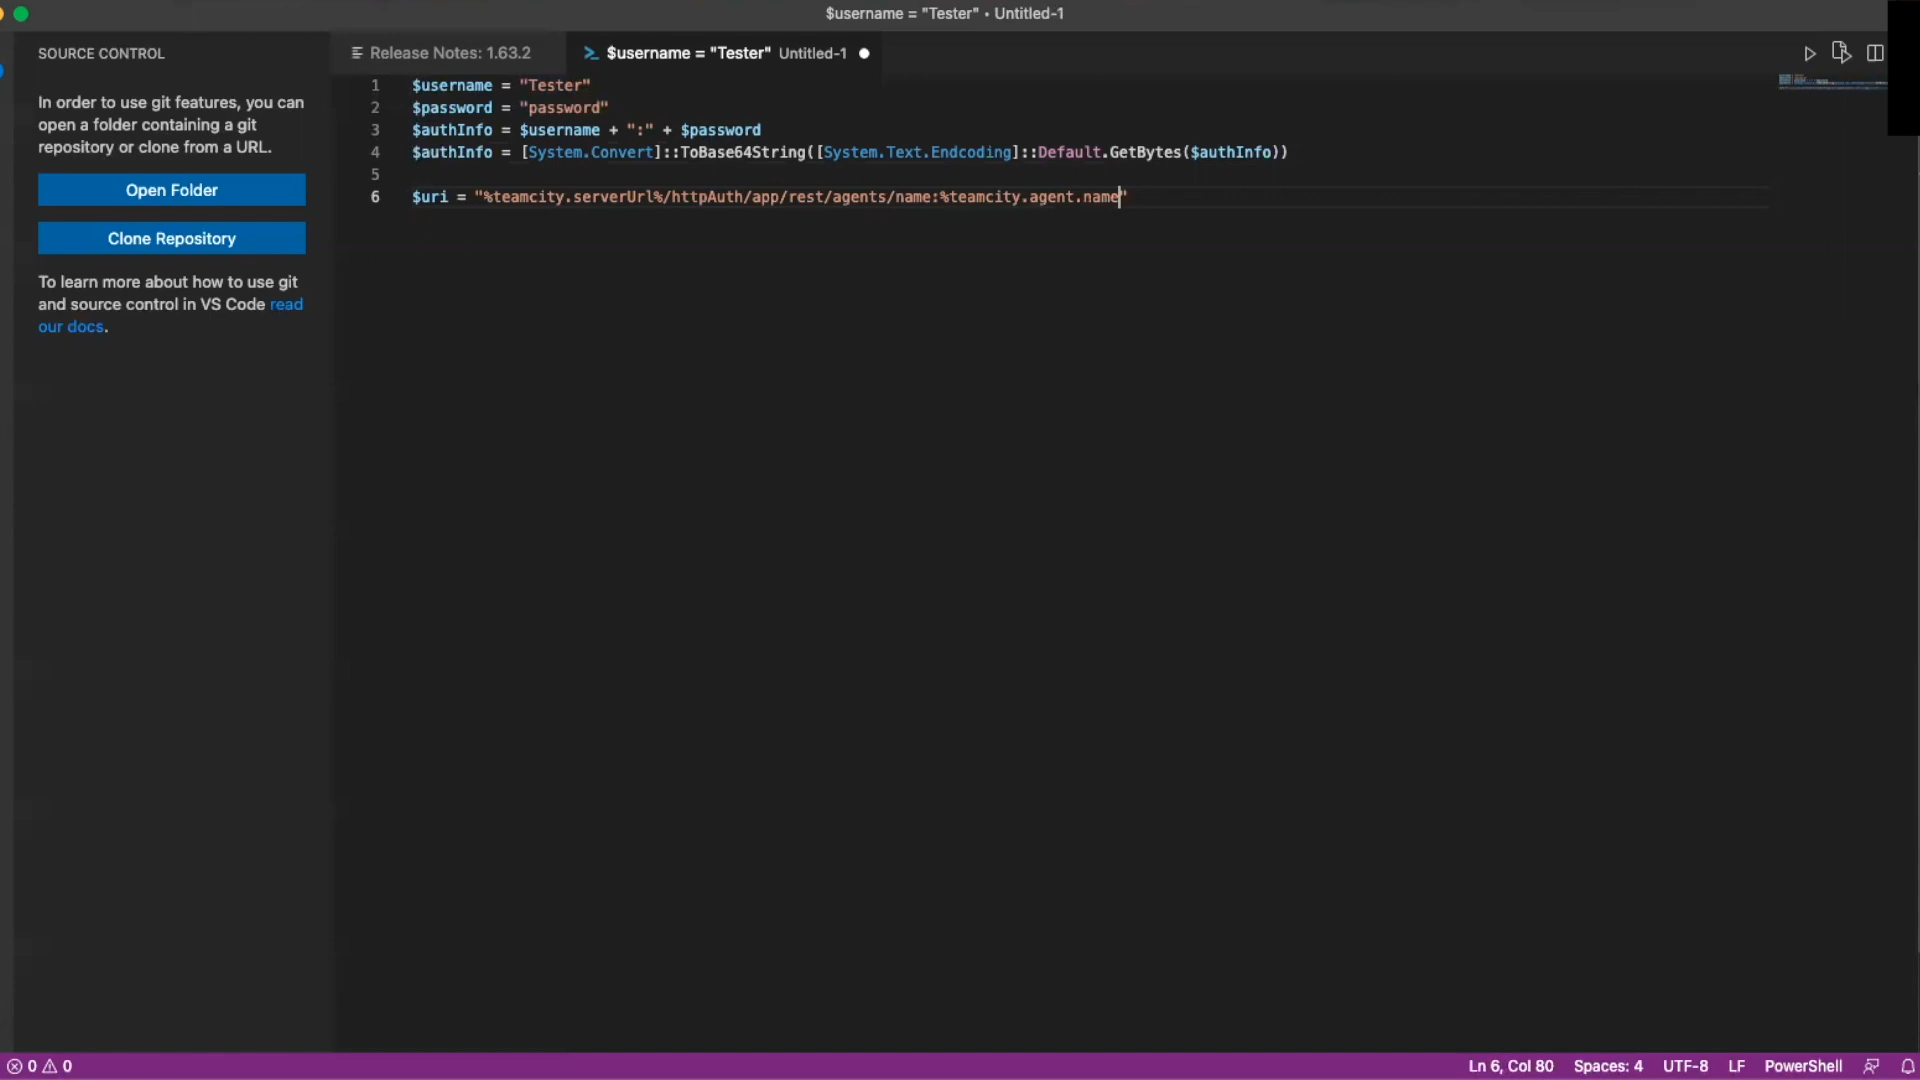 $username = "Tester" • Untitled-1
SOURCE CONTROL
Release Notes: 1.63.2
$username = "Tester" Untitled-1
In order to use git features, you can
open a folder containing a git
repository or clone from a URL.
Open Folder
Clone Repository
To learn more about how to use git
and source control in VS Code read
our docs.
1 $username = "Tester"
2 $password = "password"
3 $authInfo = $username + ":" + $password
4 $authInfo = [System.Convert]::ToBase64String([System.Text.Endcoding]::Default.GetBytes($authInfo))
5
6 $uri = "%teamcity.serverUrl%/httpAuth/app/rest/agents/name:%teamcity.agent.name"
0 0 Ln 6, Col 80 Spaces: 4 UTF-8 LF PowerShell